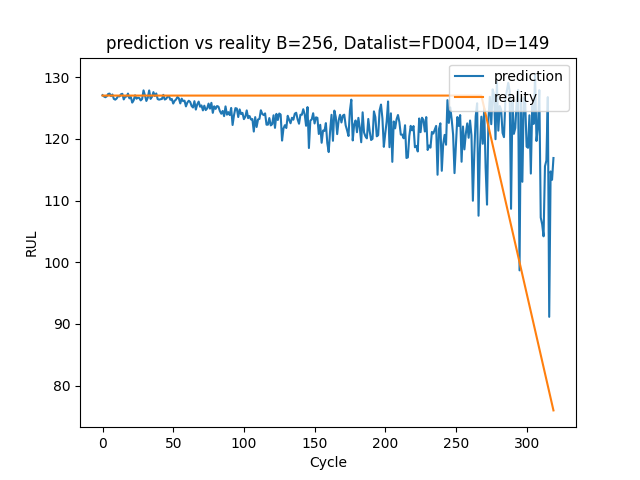 prediction vs reality B=256, Datalist=FD004, ID=149
prediction
reality
RUL
130
120
110
100
90
80
0 50 100 150 200 250 300
Cycle